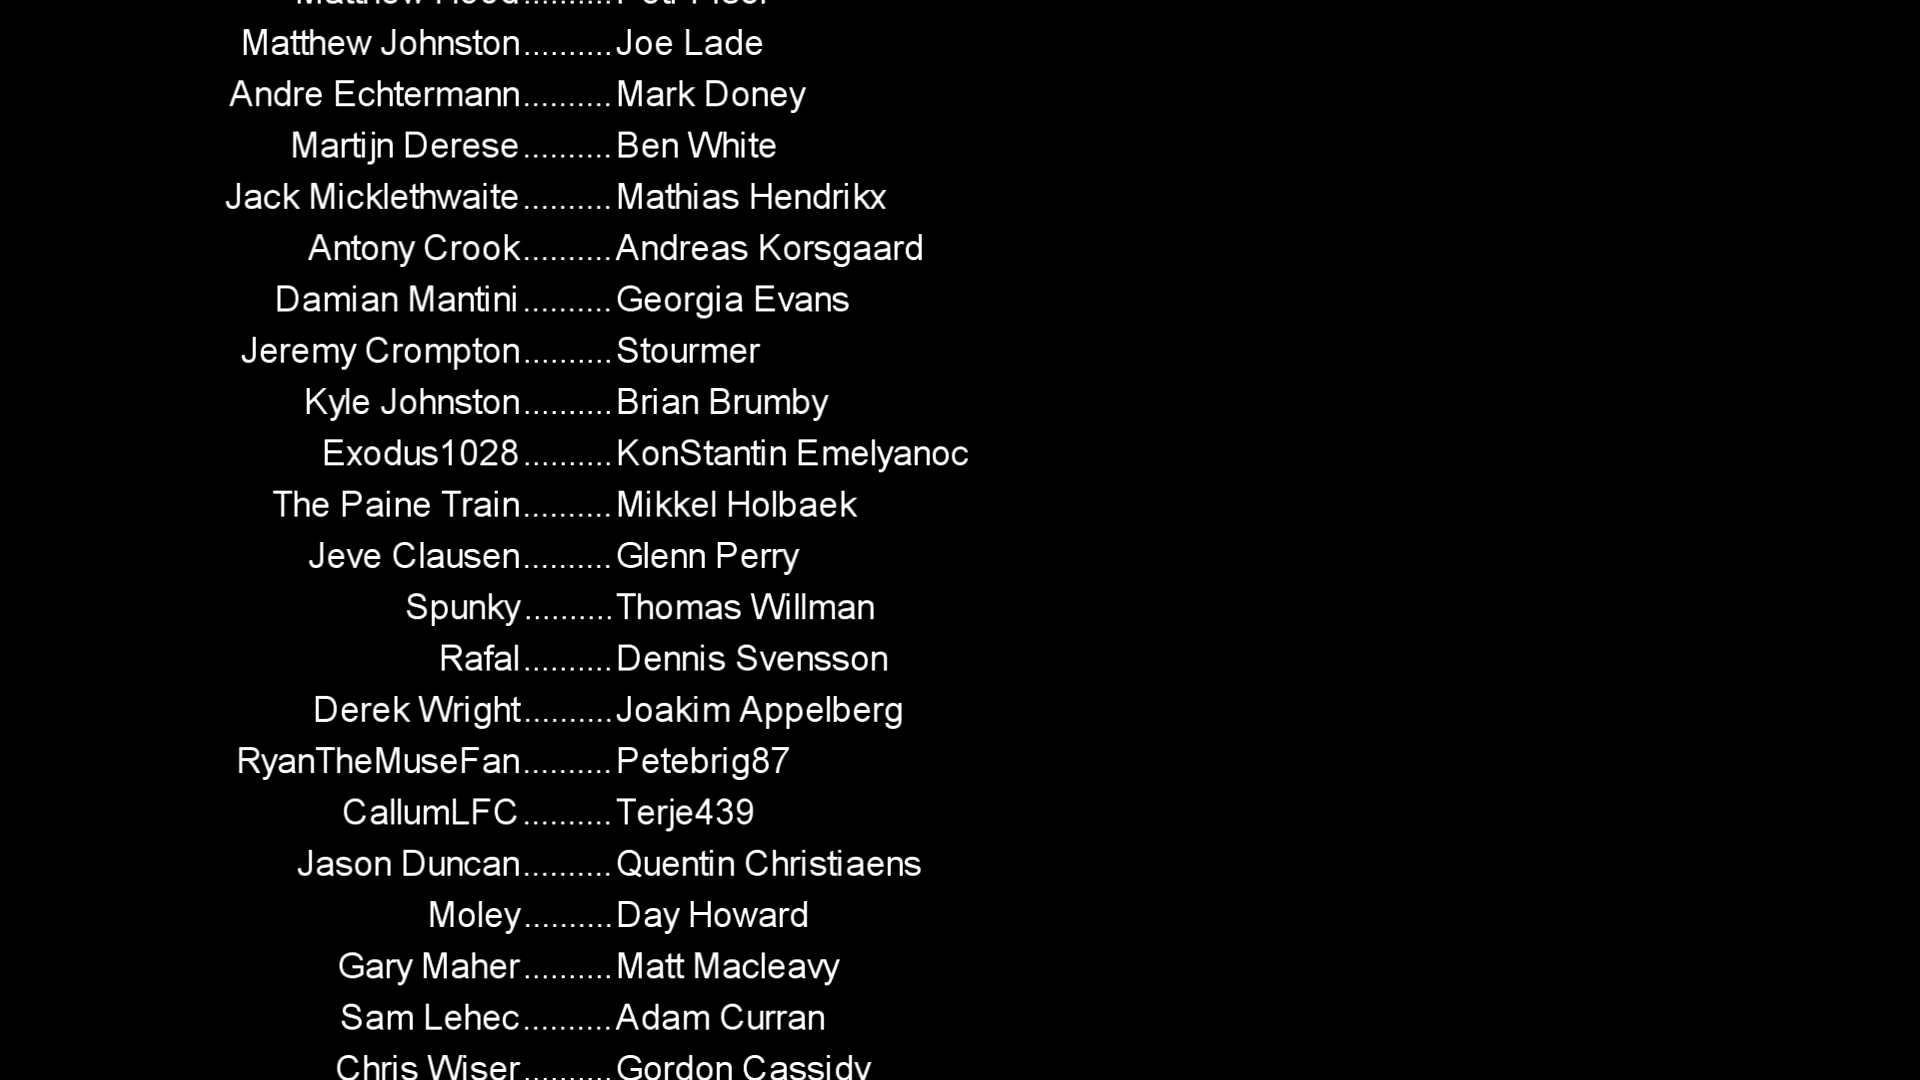 Matthew Johnston..........Joe Lade
Andre Echtermann..........Mark Doney
Martijn Derese..........Ben White
Jack Micklethwaite..........Mathias Hendrikx
Antony Crook..........Andreas Korsgaard
Damian Mantini..........Georgia Evans
Jeremy Crompton..........Stourmer
Kyle Johnston..........Brian Brumby
Exodus1028..........KonStantin Emelyanoc
The Paine Train..........Mikkel Holbaek
Jeve Clausen..........Glenn Perry
Spunky..........Thomas Willman
Rafal..........Dennis Svensson
Derek Wright..........Joakim Appelberg
RyanTheMuseFan..........Petebrig87
CallumLFC..........Terje439
Jason Duncan..........Quentin Christiaens
Moley..........Day Howard
Gary Maher..........Matt Macleavy
Sam Lehec..........Adam Curran
Chris Wiser..........Gordon Cassidy